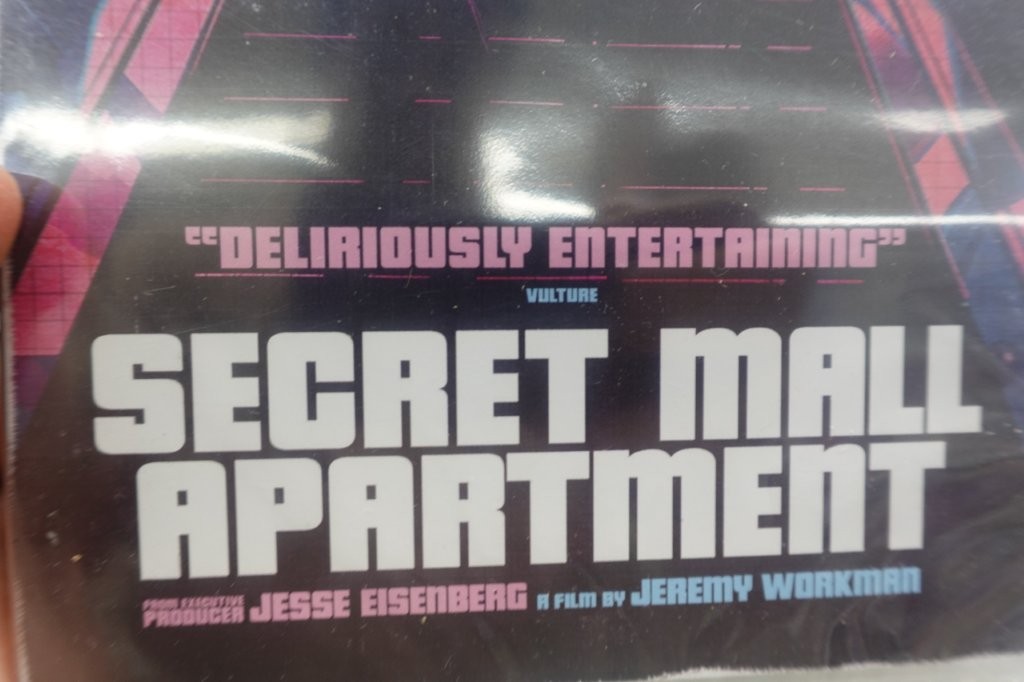 “DELIRIOUSLY ENTERTAINING”
VULTURE
SECRET MALL
APARTMENT
FROM EXECUTIVE PRODUCER JESSE EISENBERG A FILM BY JEREMY WORKMAN